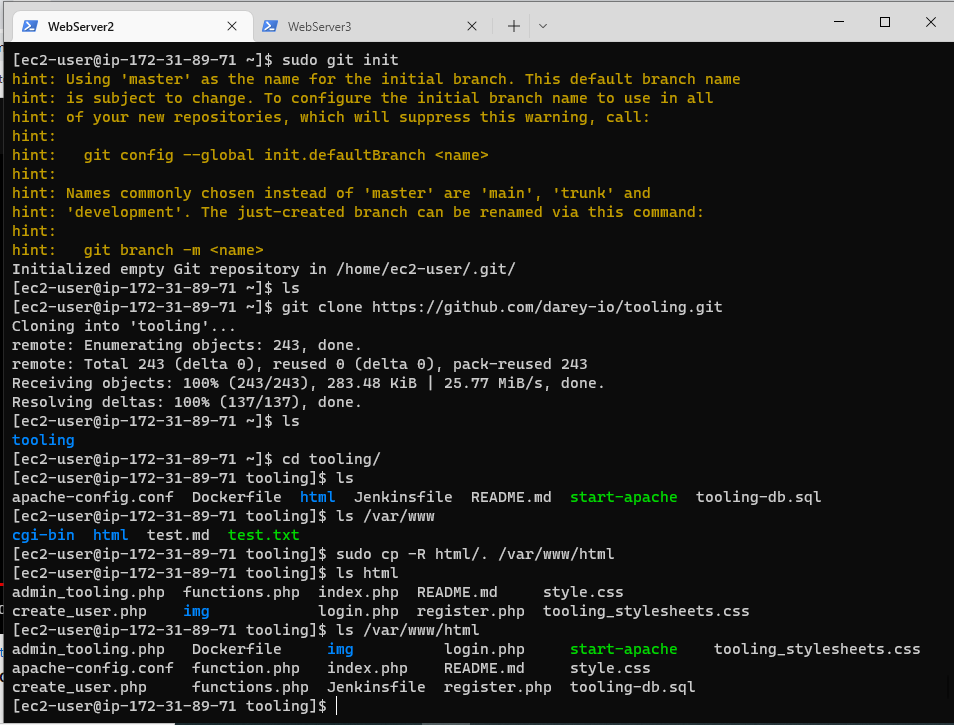 WebServer2
WebServer3
[ec2-user@ip-172-31-89-71 ~]$ sudo git init
hint: Using 'master' as the name for the initial branch. This default branch name
hint: is subject to change. To configure the initial branch name to use in all
hint: of your new repositories, which will suppress this warning, call:
hint:
hint:   git config --global init.defaultBranch <name>
hint:
hint: Names commonly chosen instead of 'master' are 'main', 'trunk' and
hint: 'development'. The just-created branch can be renamed via this command:
hint:
hint:   git branch -m <name>
Initialized empty Git repository in /home/ec2-user/.git/
[ec2-user@ip-172-31-89-71 ~]$ ls
[ec2-user@ip-172-31-89-71 ~]$ git clone https://github.com/darey-io/tooling.git
Cloning into 'tooling'...
remote: Enumerating objects: 243, done.
remote: Total 243 (delta 0), reused 0 (delta 0), pack-reused 243
Receiving objects: 100% (243/243), 283.48 KiB | 25.77 MiB/s, done.
Resolving deltas: 100% (137/137), done.
[ec2-user@ip-172-31-89-71 ~]$ ls
tooling
[ec2-user@ip-172-31-89-71 ~]$ cd tooling/
[ec2-user@ip-172-31-89-71 tooling]$ ls
apache-config.conf  Dockerfile  html  Jenkinsfile  README.md  start-apache  tooling-db.sql
[ec2-user@ip-172-31-89-71 tooling]$ ls /var/www
cgi-bin  html  test.md  test.txt
[ec2-user@ip-172-31-89-71 tooling]$ sudo cp -R html/. /var/www/html
[ec2-user@ip-172-31-89-71 tooling]$ ls html
admin_tooling.php  functions.php  index.php  README.md     style.css
create_user.php    img            login.php  register.php  tooling_stylesheets.css
[ec2-user@ip-172-31-89-71 tooling]$ ls /var/www/html
admin_tooling.php   Dockerfile     img          login.php     start-apache    tooling_stylesheets.css
apache-config.conf  function.php   index.php    README.md     style.css
create_user.php     functions.php  Jenkinsfile  register.php  tooling-db.sql
[ec2-user@ip-172-31-89-71 tooling]$